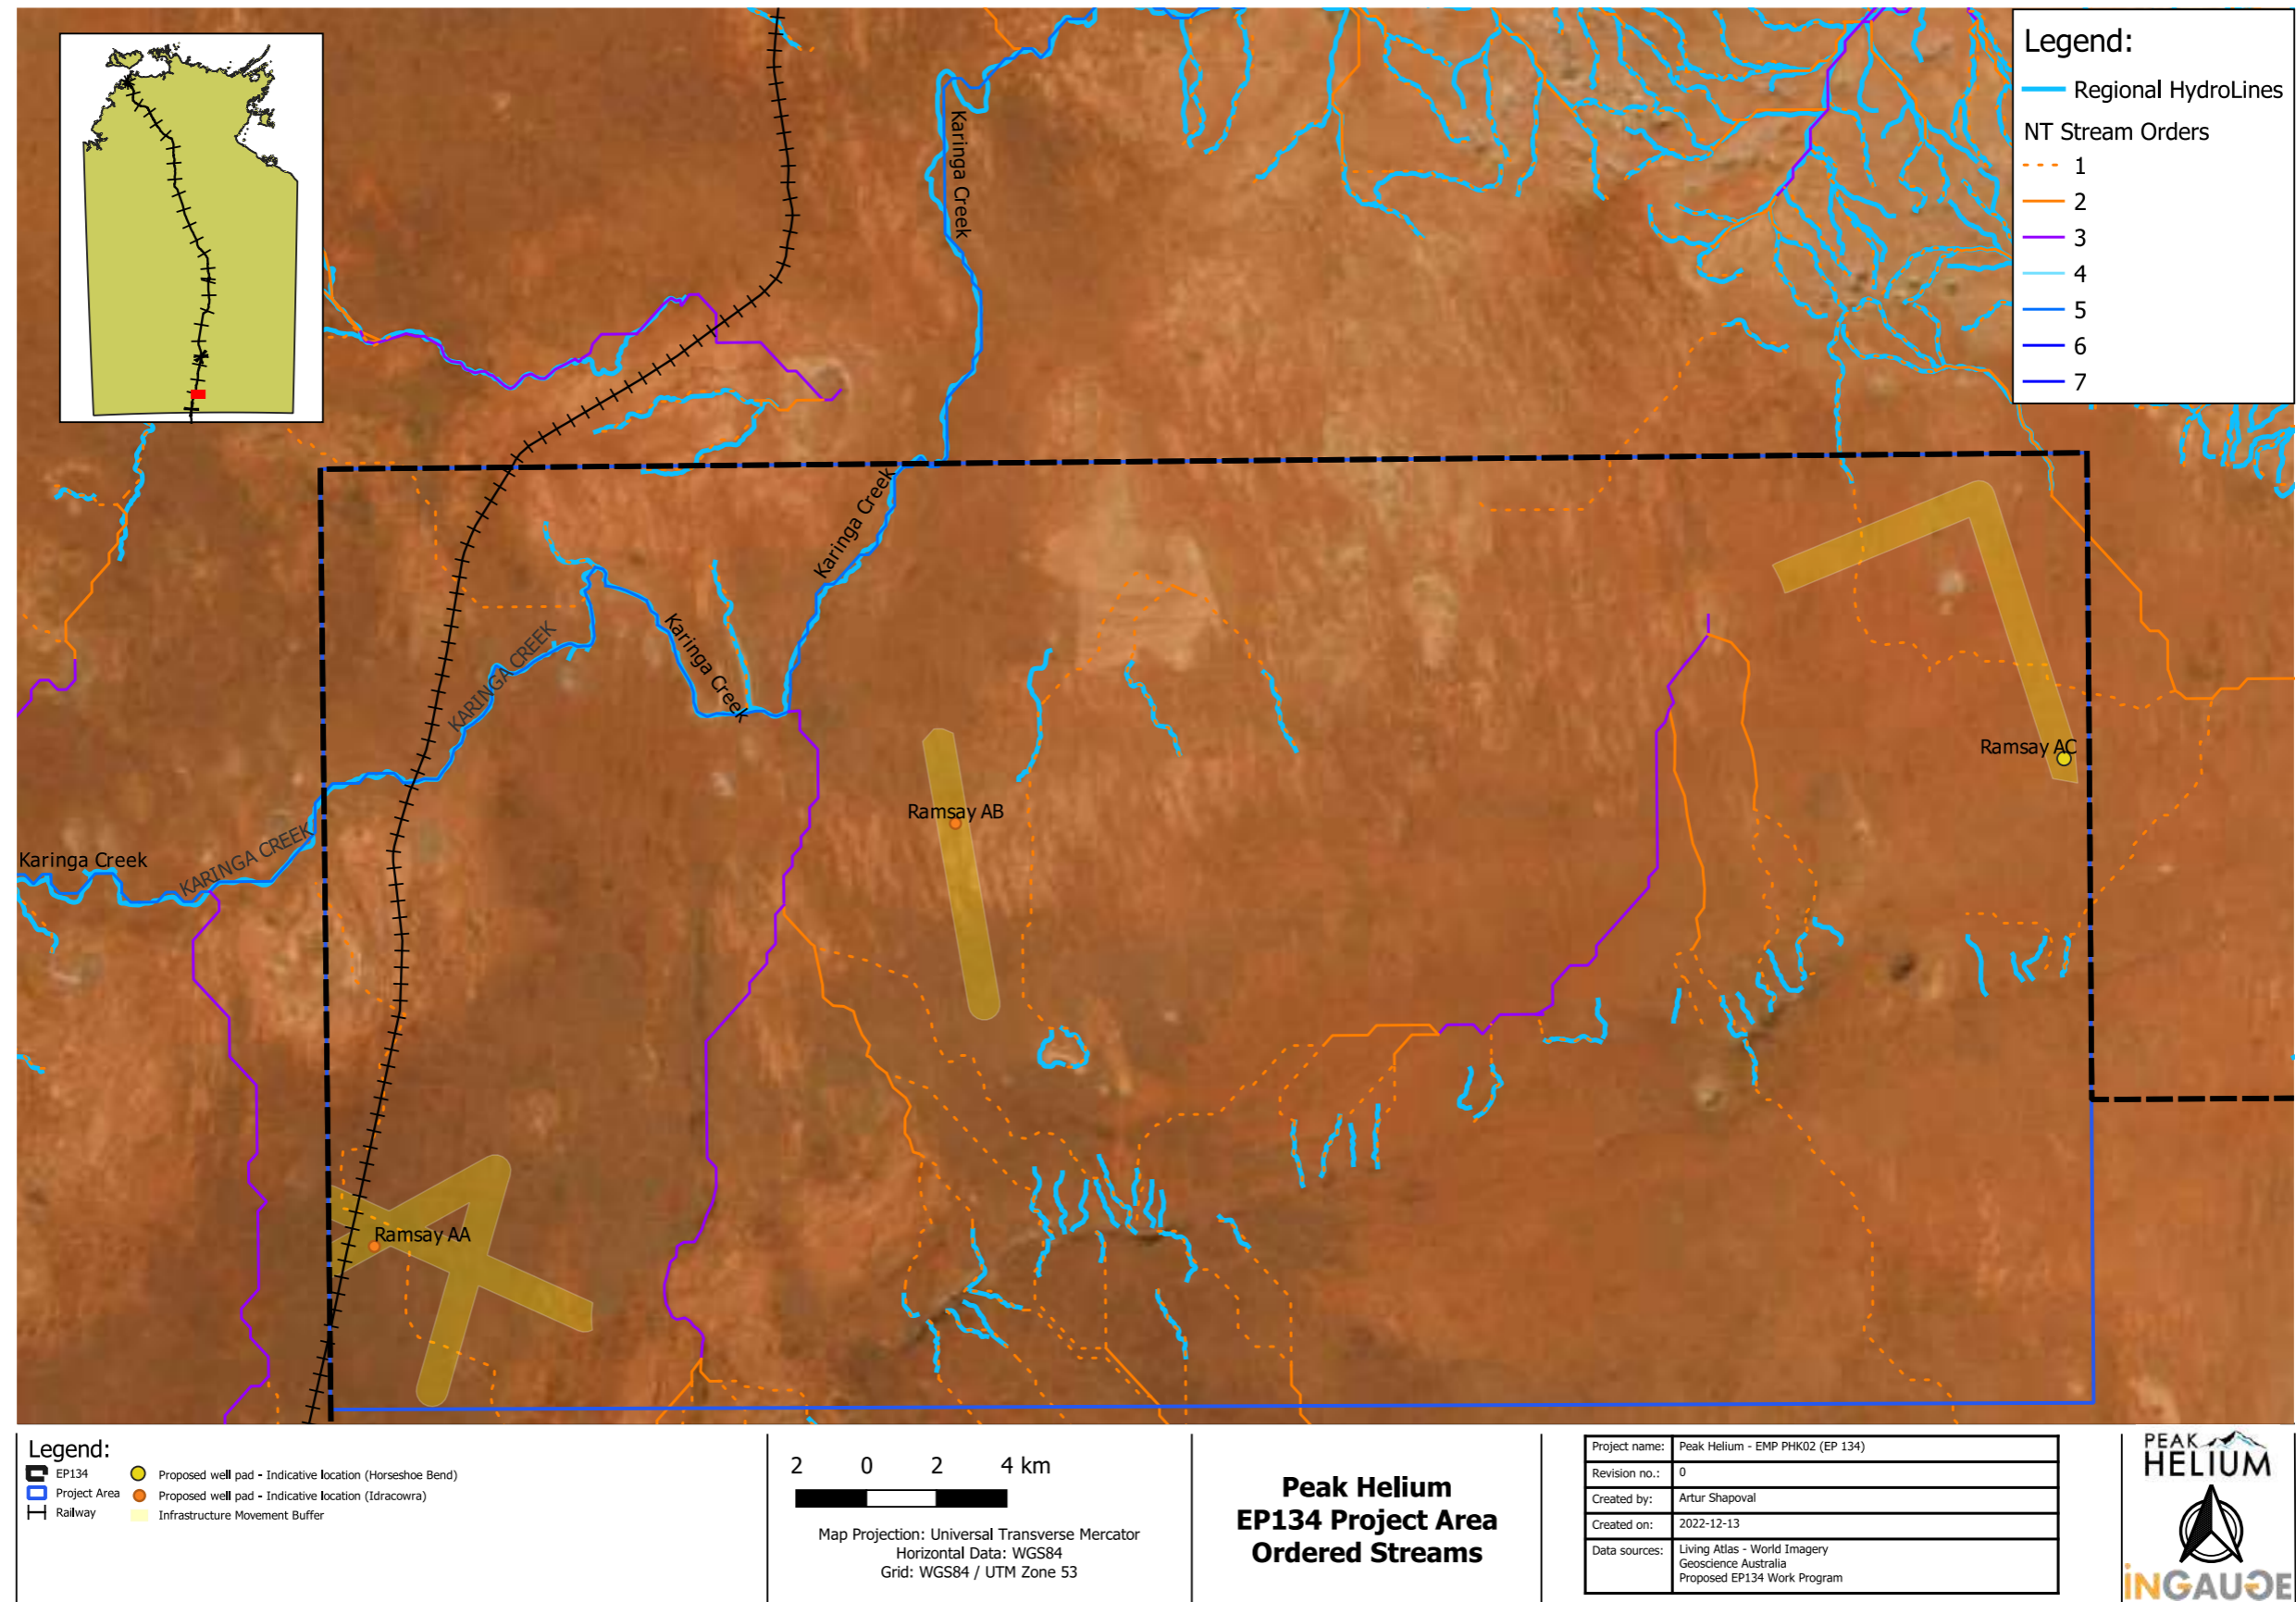 Legend:
Regional HydroLines
NT Stream Orders
1
2
3
4
5
6
7
Karinga Creek
Karinga Creek
Karinga Creek
KARINGA CREEK
KARINGA CREEK
Karinga Creek
Ramsay AC
Ramsay AB
Ramsay AA
Legend:
EP134
Project Area
Railway
Proposed well pad - Indicative location (Horseshoe Bend)
Proposed well pad - Indicative location (Idracowra)
Infrastructure Movement Buffer
2 0 2 4 km
Map Projection: Universal Transverse Mercator
Horizontal Data: WGS84
Grid: WGS84 / UTM Zone 53
Peak Helium
EP134 Project Area
Ordered Streams
Project name: Peak Helium - EMP PHK02 (EP 134)
Revision no.: 0
Created by: Artur Shapoval
Created on: 2022-12-13
Data sources: Living Atlas - World Imagery
Geoscience Australia
Proposed EP134 Work Program
PEAK
HELIUM
iNGAUGE